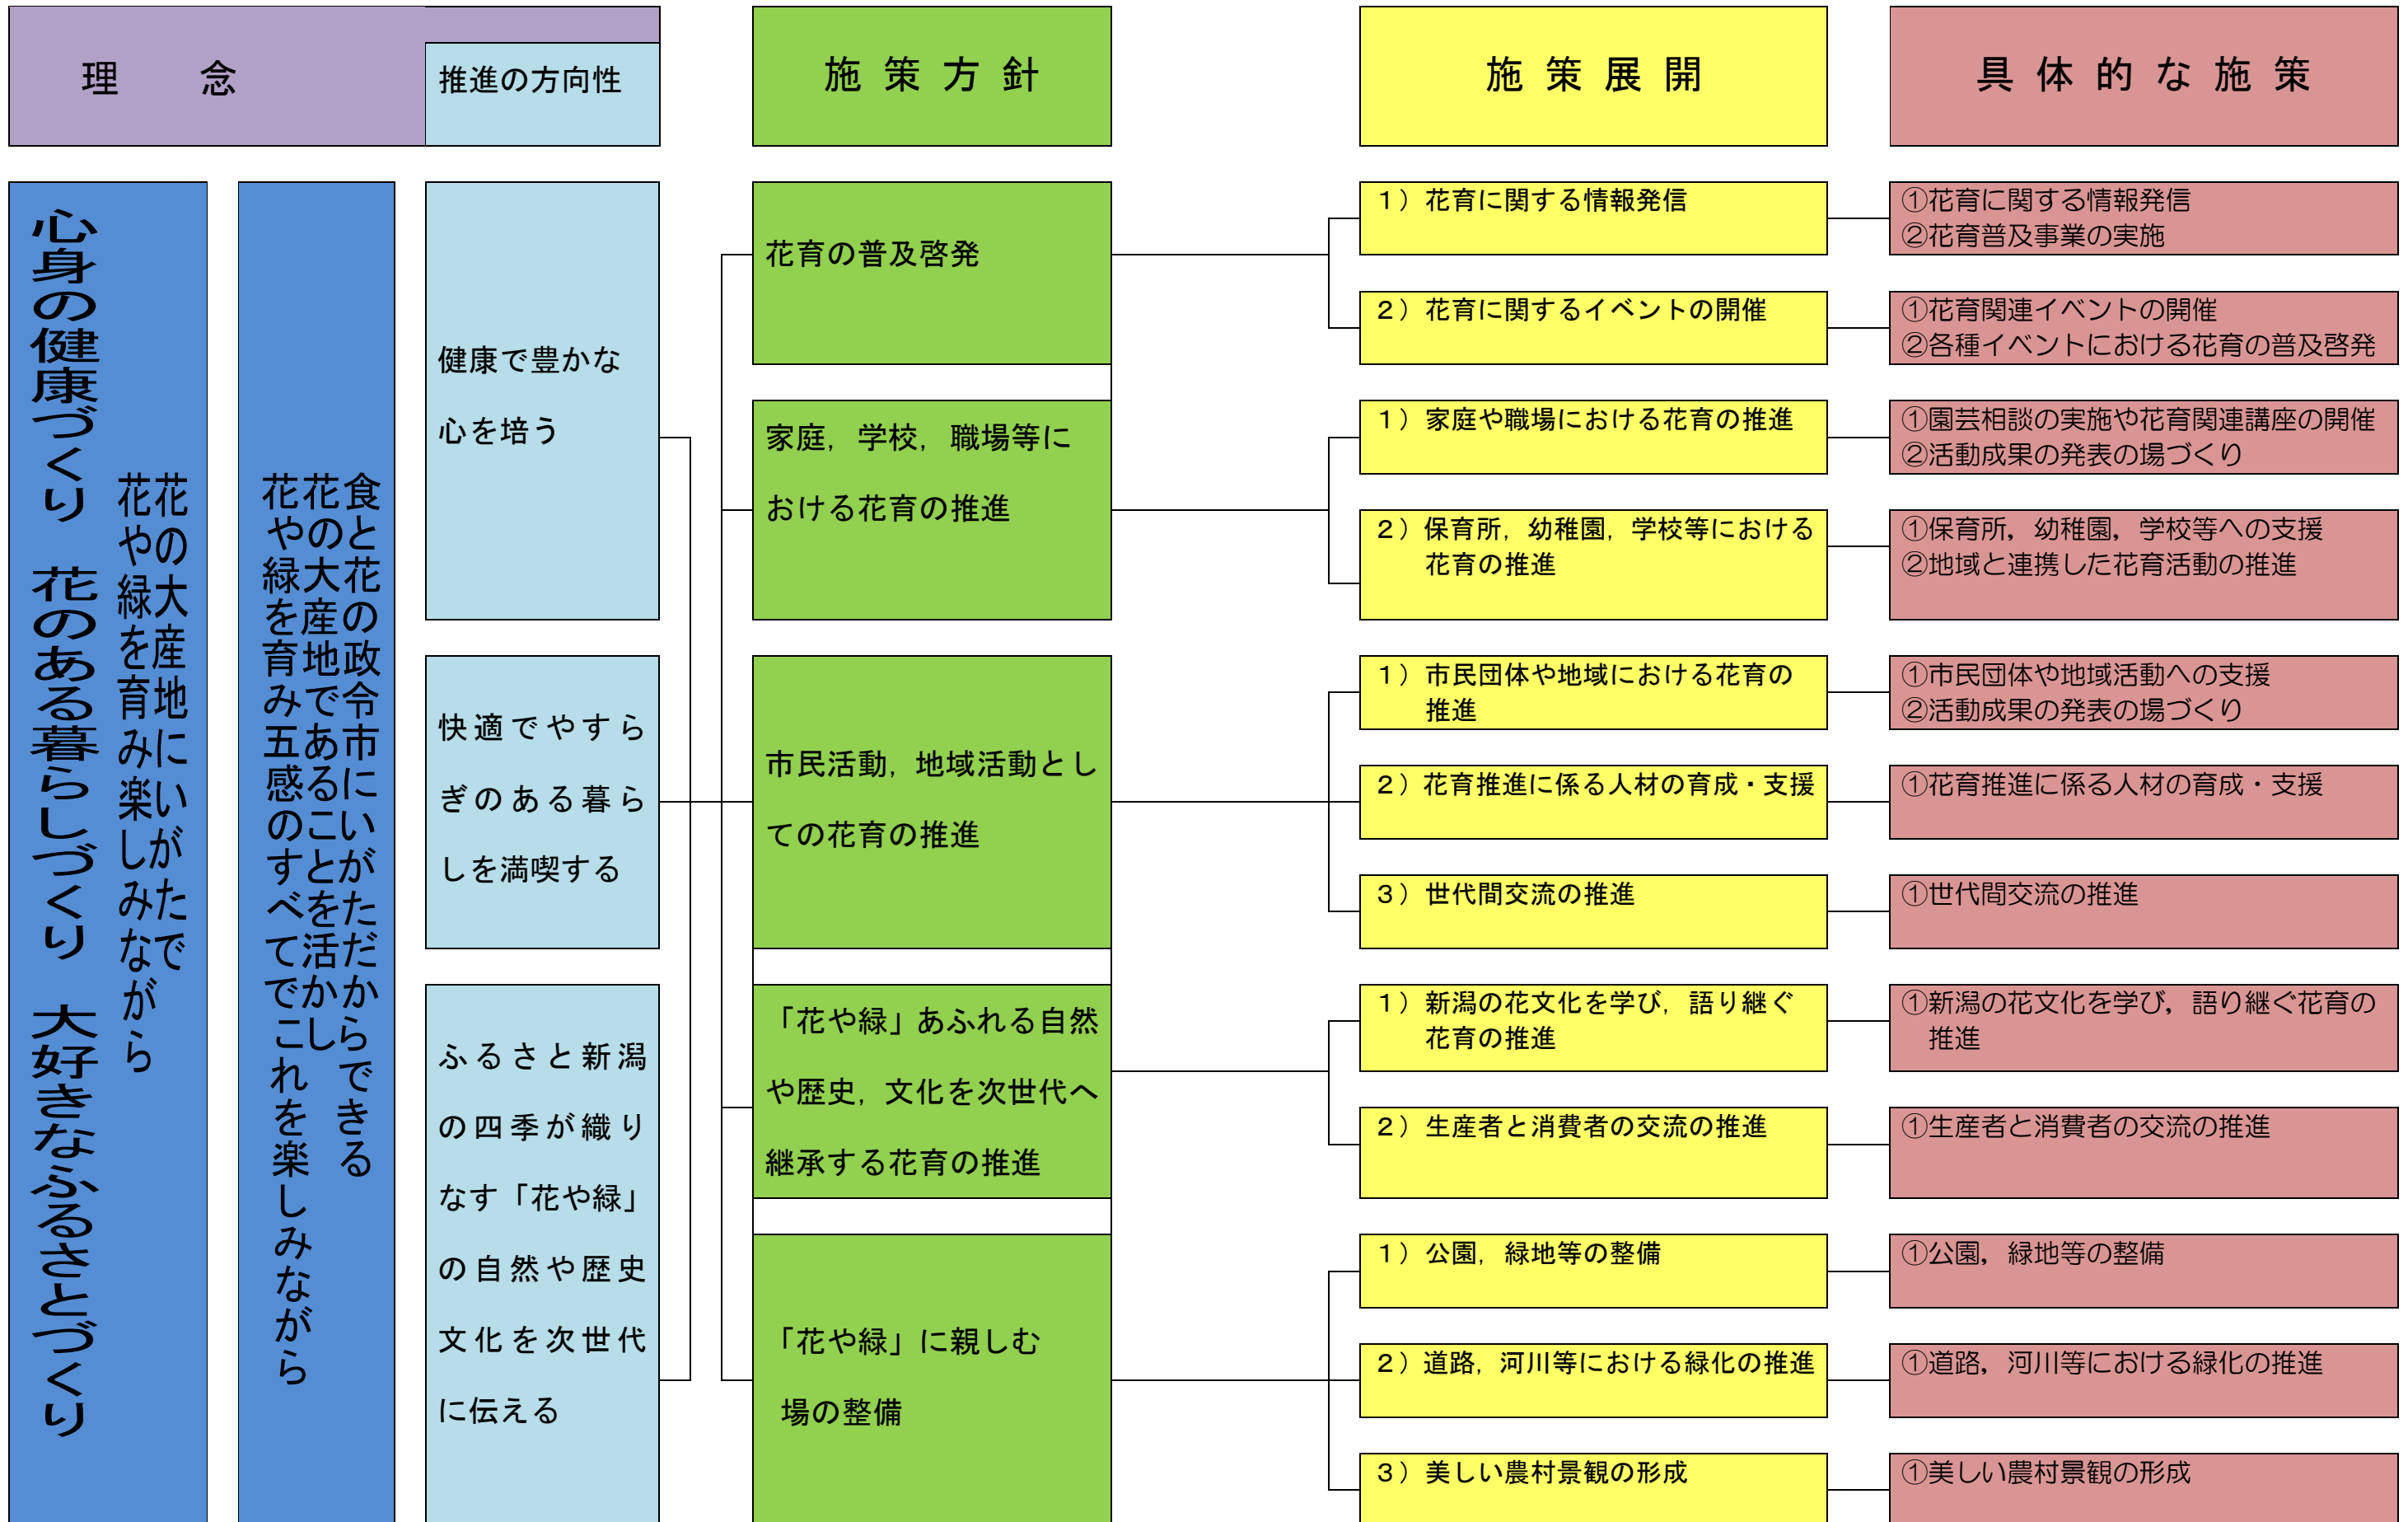 理　念
推進の方向性
施策方針
施策展開
具体的な施策
花の大産地にいがたで
花や緑を育み楽しみながら
心身の健康づくり　花のある暮らしづくり　大好きなふるさとづくり
食と花の政令市にいがただからできる
花の大産地であることを活かし
花や緑を育み五感のすべてでこれを楽しみながら
健康で豊かな
心を培う
快適でやすら
ぎのある暮ら
しを満喫する
ふるさと新潟
の四季が織り
なす「花や緑」
の自然や歴史
文化を次世代
に伝える
花育の普及啓発
家庭，学校，職場等に
おける花育の推進
市民活動，地域活動とし
ての花育の推進
「花や緑」あふれる自然
や歴史，文化を次世代へ
継承する花育の推進
「花や緑」に親しむ
場の整備
１）花育に関する情報発信
２）花育に関するイベントの開催
１）家庭や職場における花育の推進
２）保育所，幼稚園，学校等における
花育の推進
１）市民団体や地域における花育の
推進
２）花育推進に係る人材の育成・支援
３）世代間交流の推進
１）新潟の花文化を学び，語り継ぐ
花育の推進
２）生産者と消費者の交流の推進
１）公園，緑地等の整備
２）道路，河川等における緑化の推進
３）美しい農村景観の形成
①花育に関する情報発信
②花育普及事業の実施
①花育関連イベントの開催
②各種イベントにおける花育の普及啓発
①園芸相談の実施や花育関連講座の開催
②活動成果の発表の場づくり
①保育所，幼稚園，学校等への支援
②地域と連携した花育活動の推進
①市民団体や地域活動への支援
②活動成果の発表の場づくり
①花育推進に係る人材の育成・支援
①世代間交流の推進
①新潟の花文化を学び，語り継ぐ花育の
推進
①生産者と消費者の交流の推進
①公園，緑地等の整備
①道路，河川等における緑化の推進
①美しい農村景観の形成